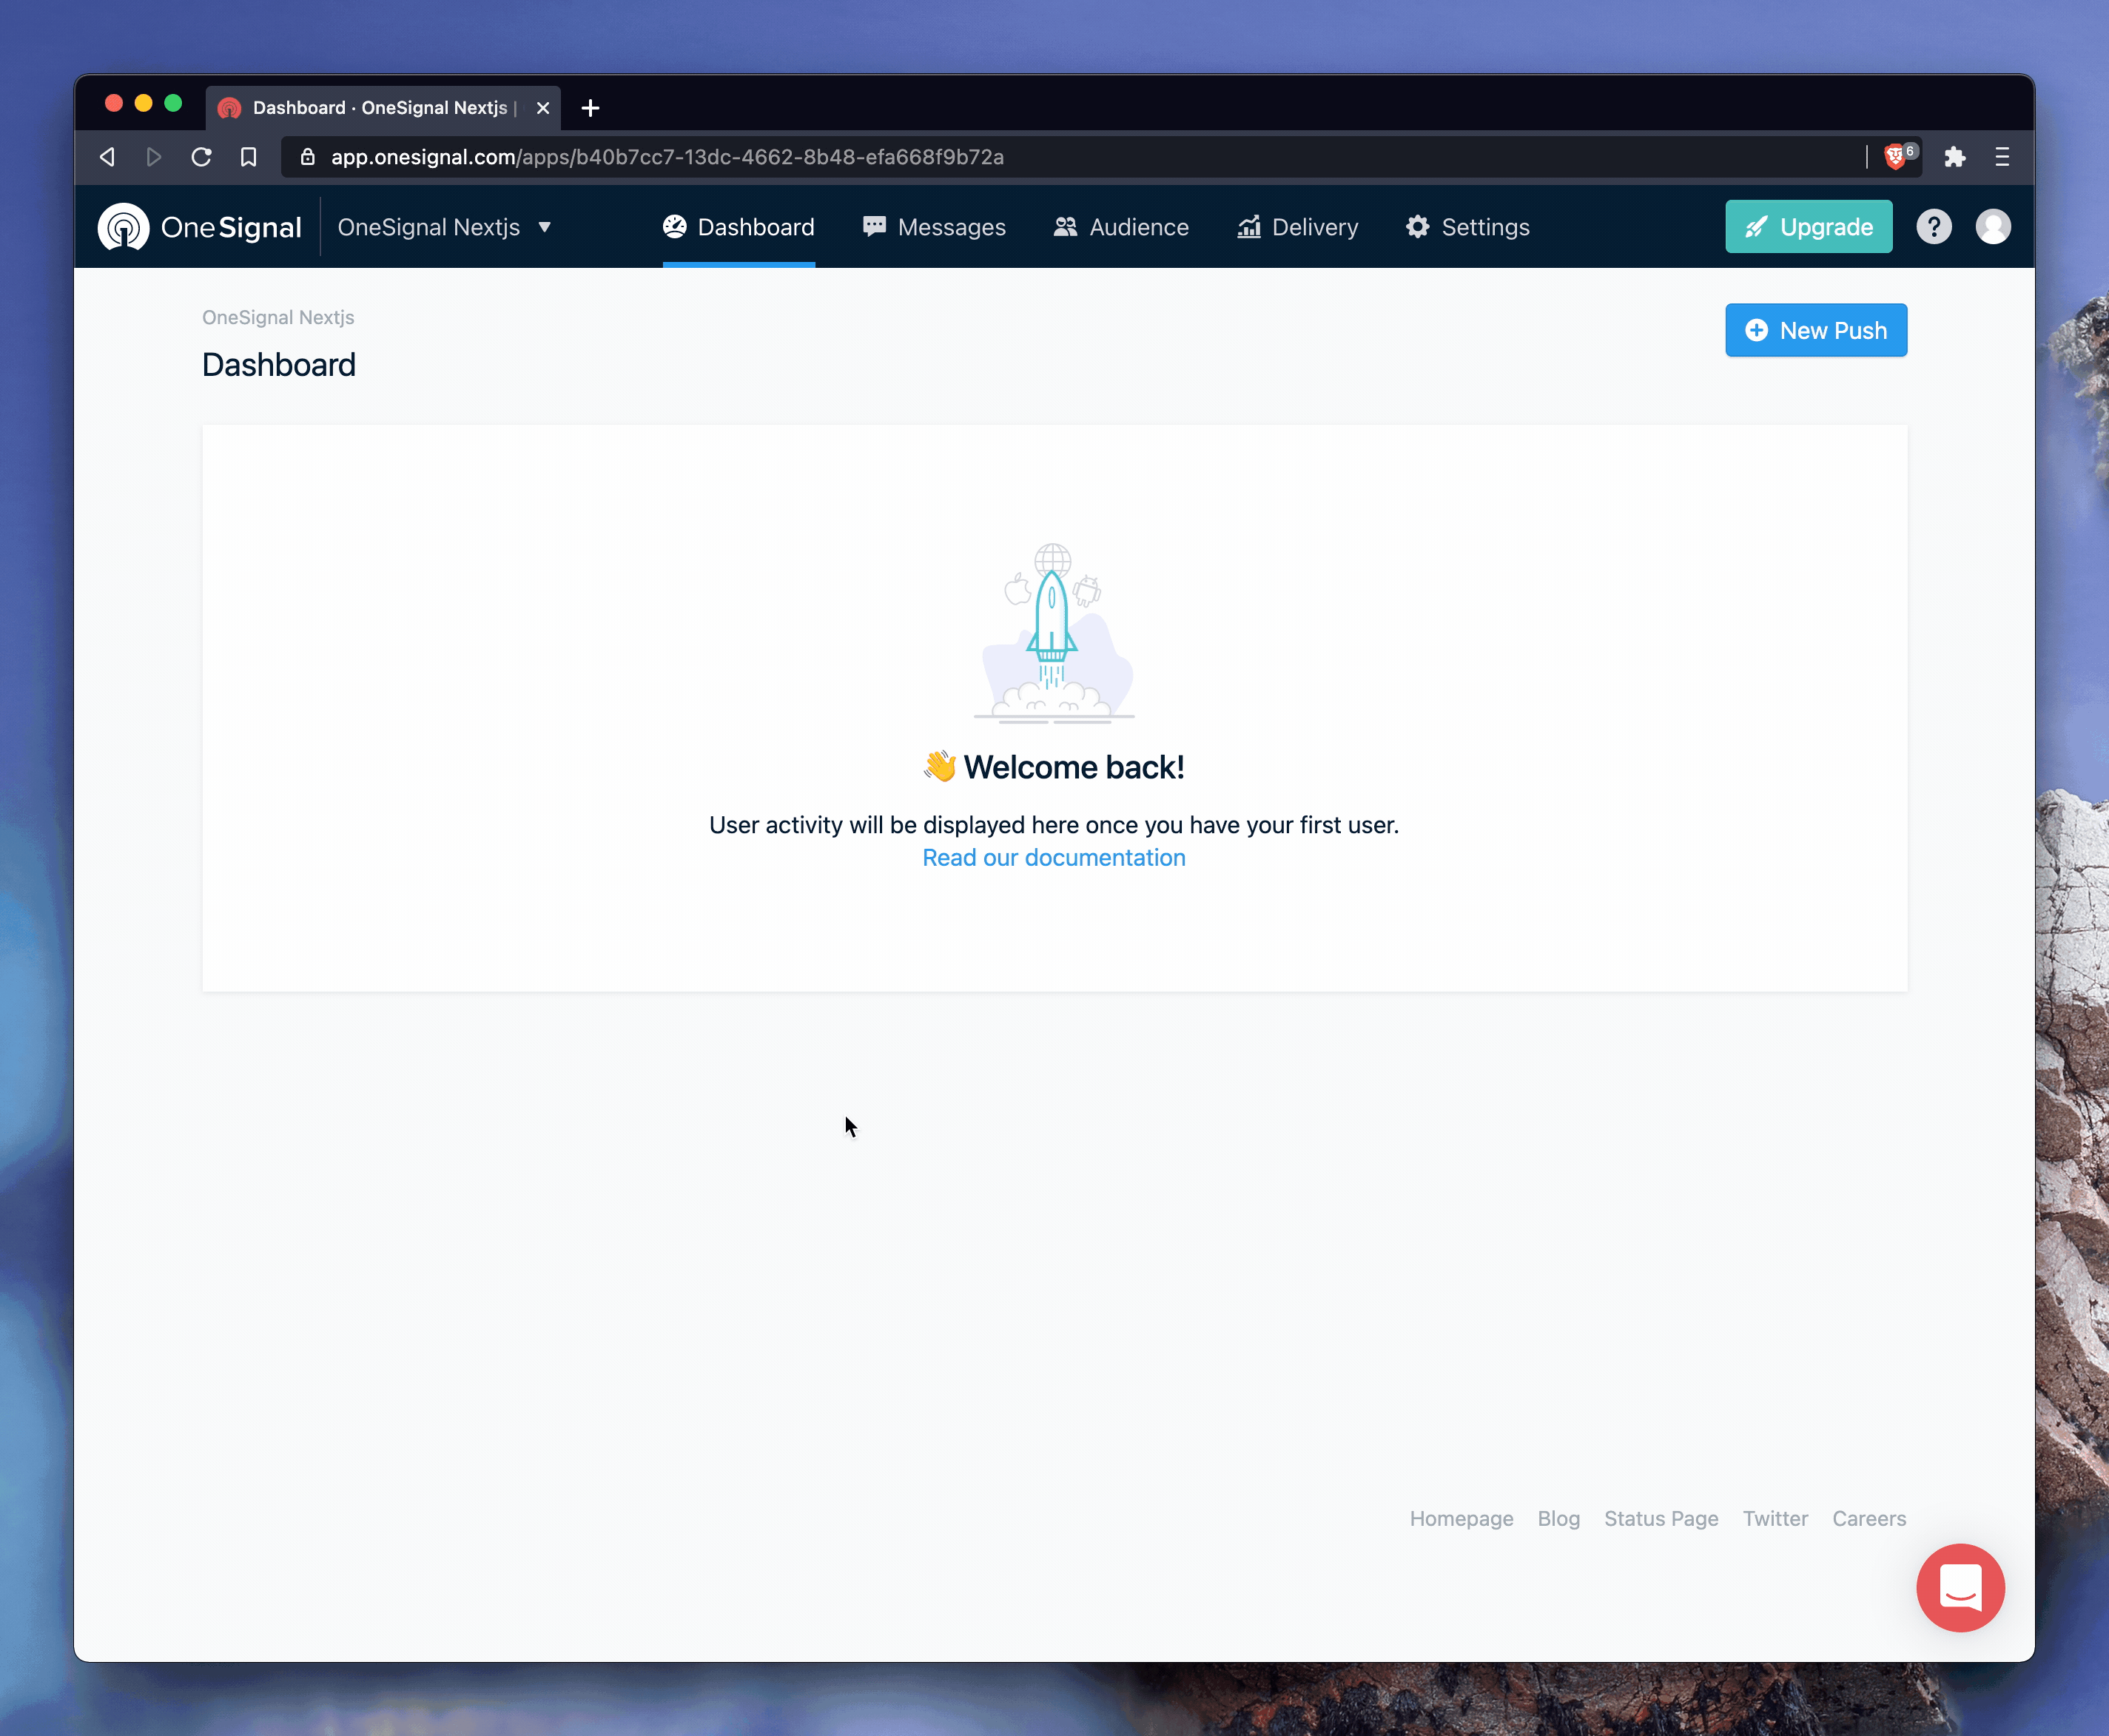 Dashboard · OneSignal Nextjs |
app.onesignal.com/apps/b40b7cc7-13dc-4662-8b48-efa668f9b72a
6
OneSignal
OneSignal Nextjs
Dashboard
Messages
Audience
Delivery
Settings
Upgrade
?
OneSignal Nextjs
New Push
Dashboard
👋 Welcome back!
User activity will be displayed here once you have your first user.
Read our documentation
Homepage
Blog
Status Page
Twitter
Careers